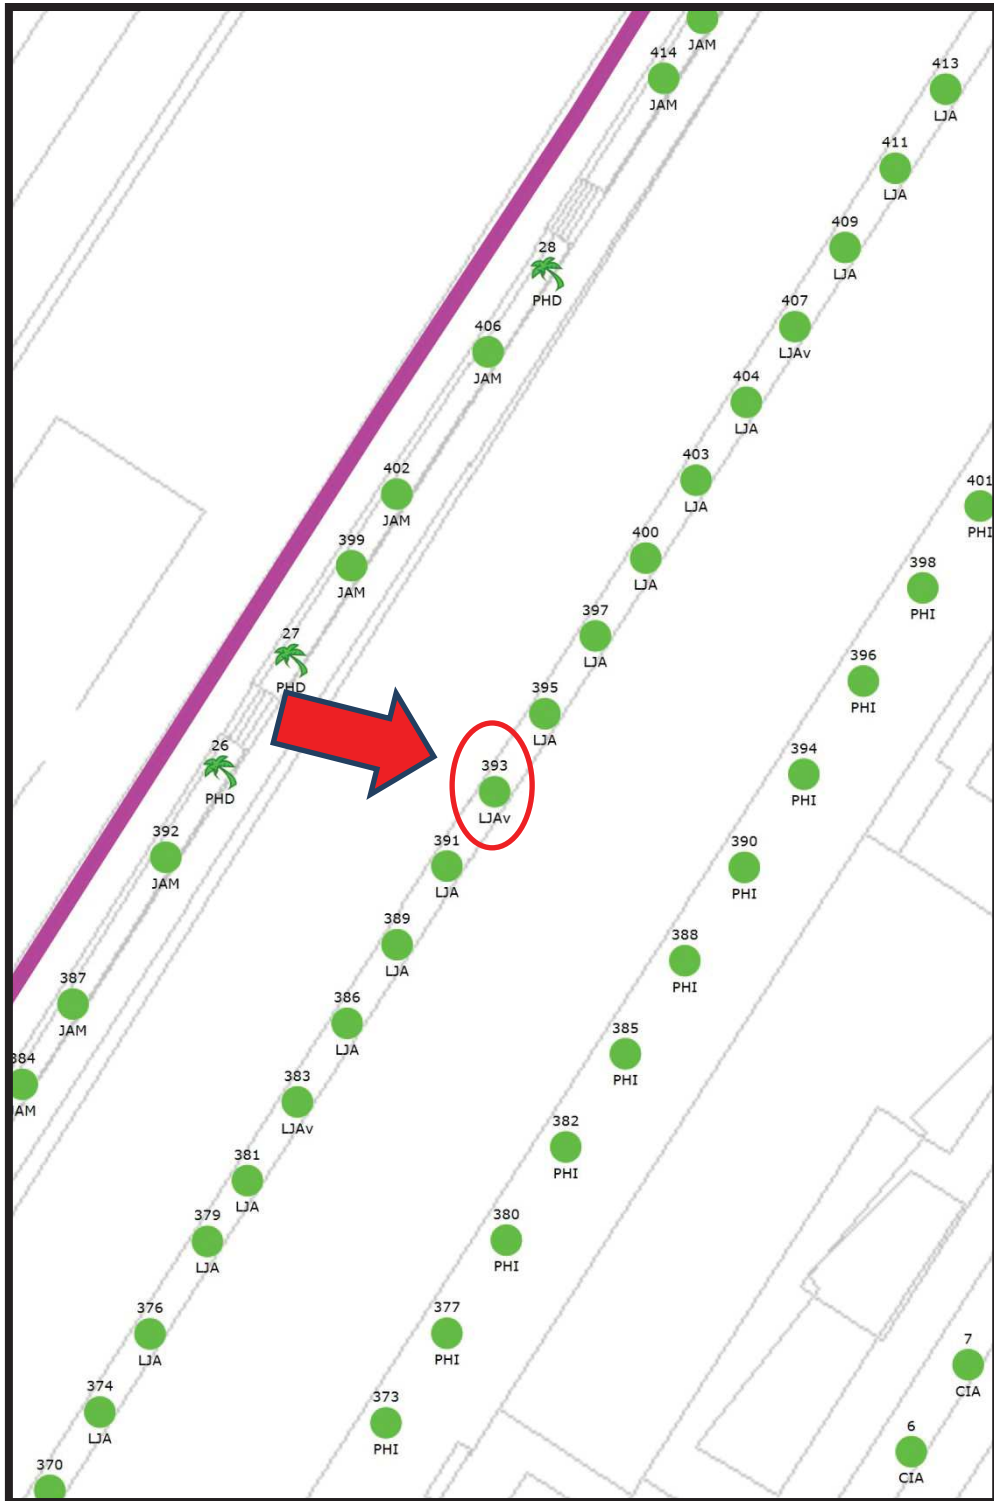 JAM
414
JAM
413
LJA
411
LJA
409
LJA
28
PHD
407
LJAv
406
JAM
404
LJA
403
LJA
402
JAM
401
PHI
400
LJA
399
JAM
398
PHI
397
LJA
27
PHD
396
PHI
395
LJA
26
PHD
394
PHI
393
LJAv
392
JAM
391
LJA
390
PHI
389
LJA
388
PHI
387
JAM
386
LJA
385
PHI
384
JAM
383
LJAv
382
PHI
381
LJA
379
LJA
380
PHI
376
LJA
377
PHI
7
CIA
374
LJA
373
PHI
6
CIA
370